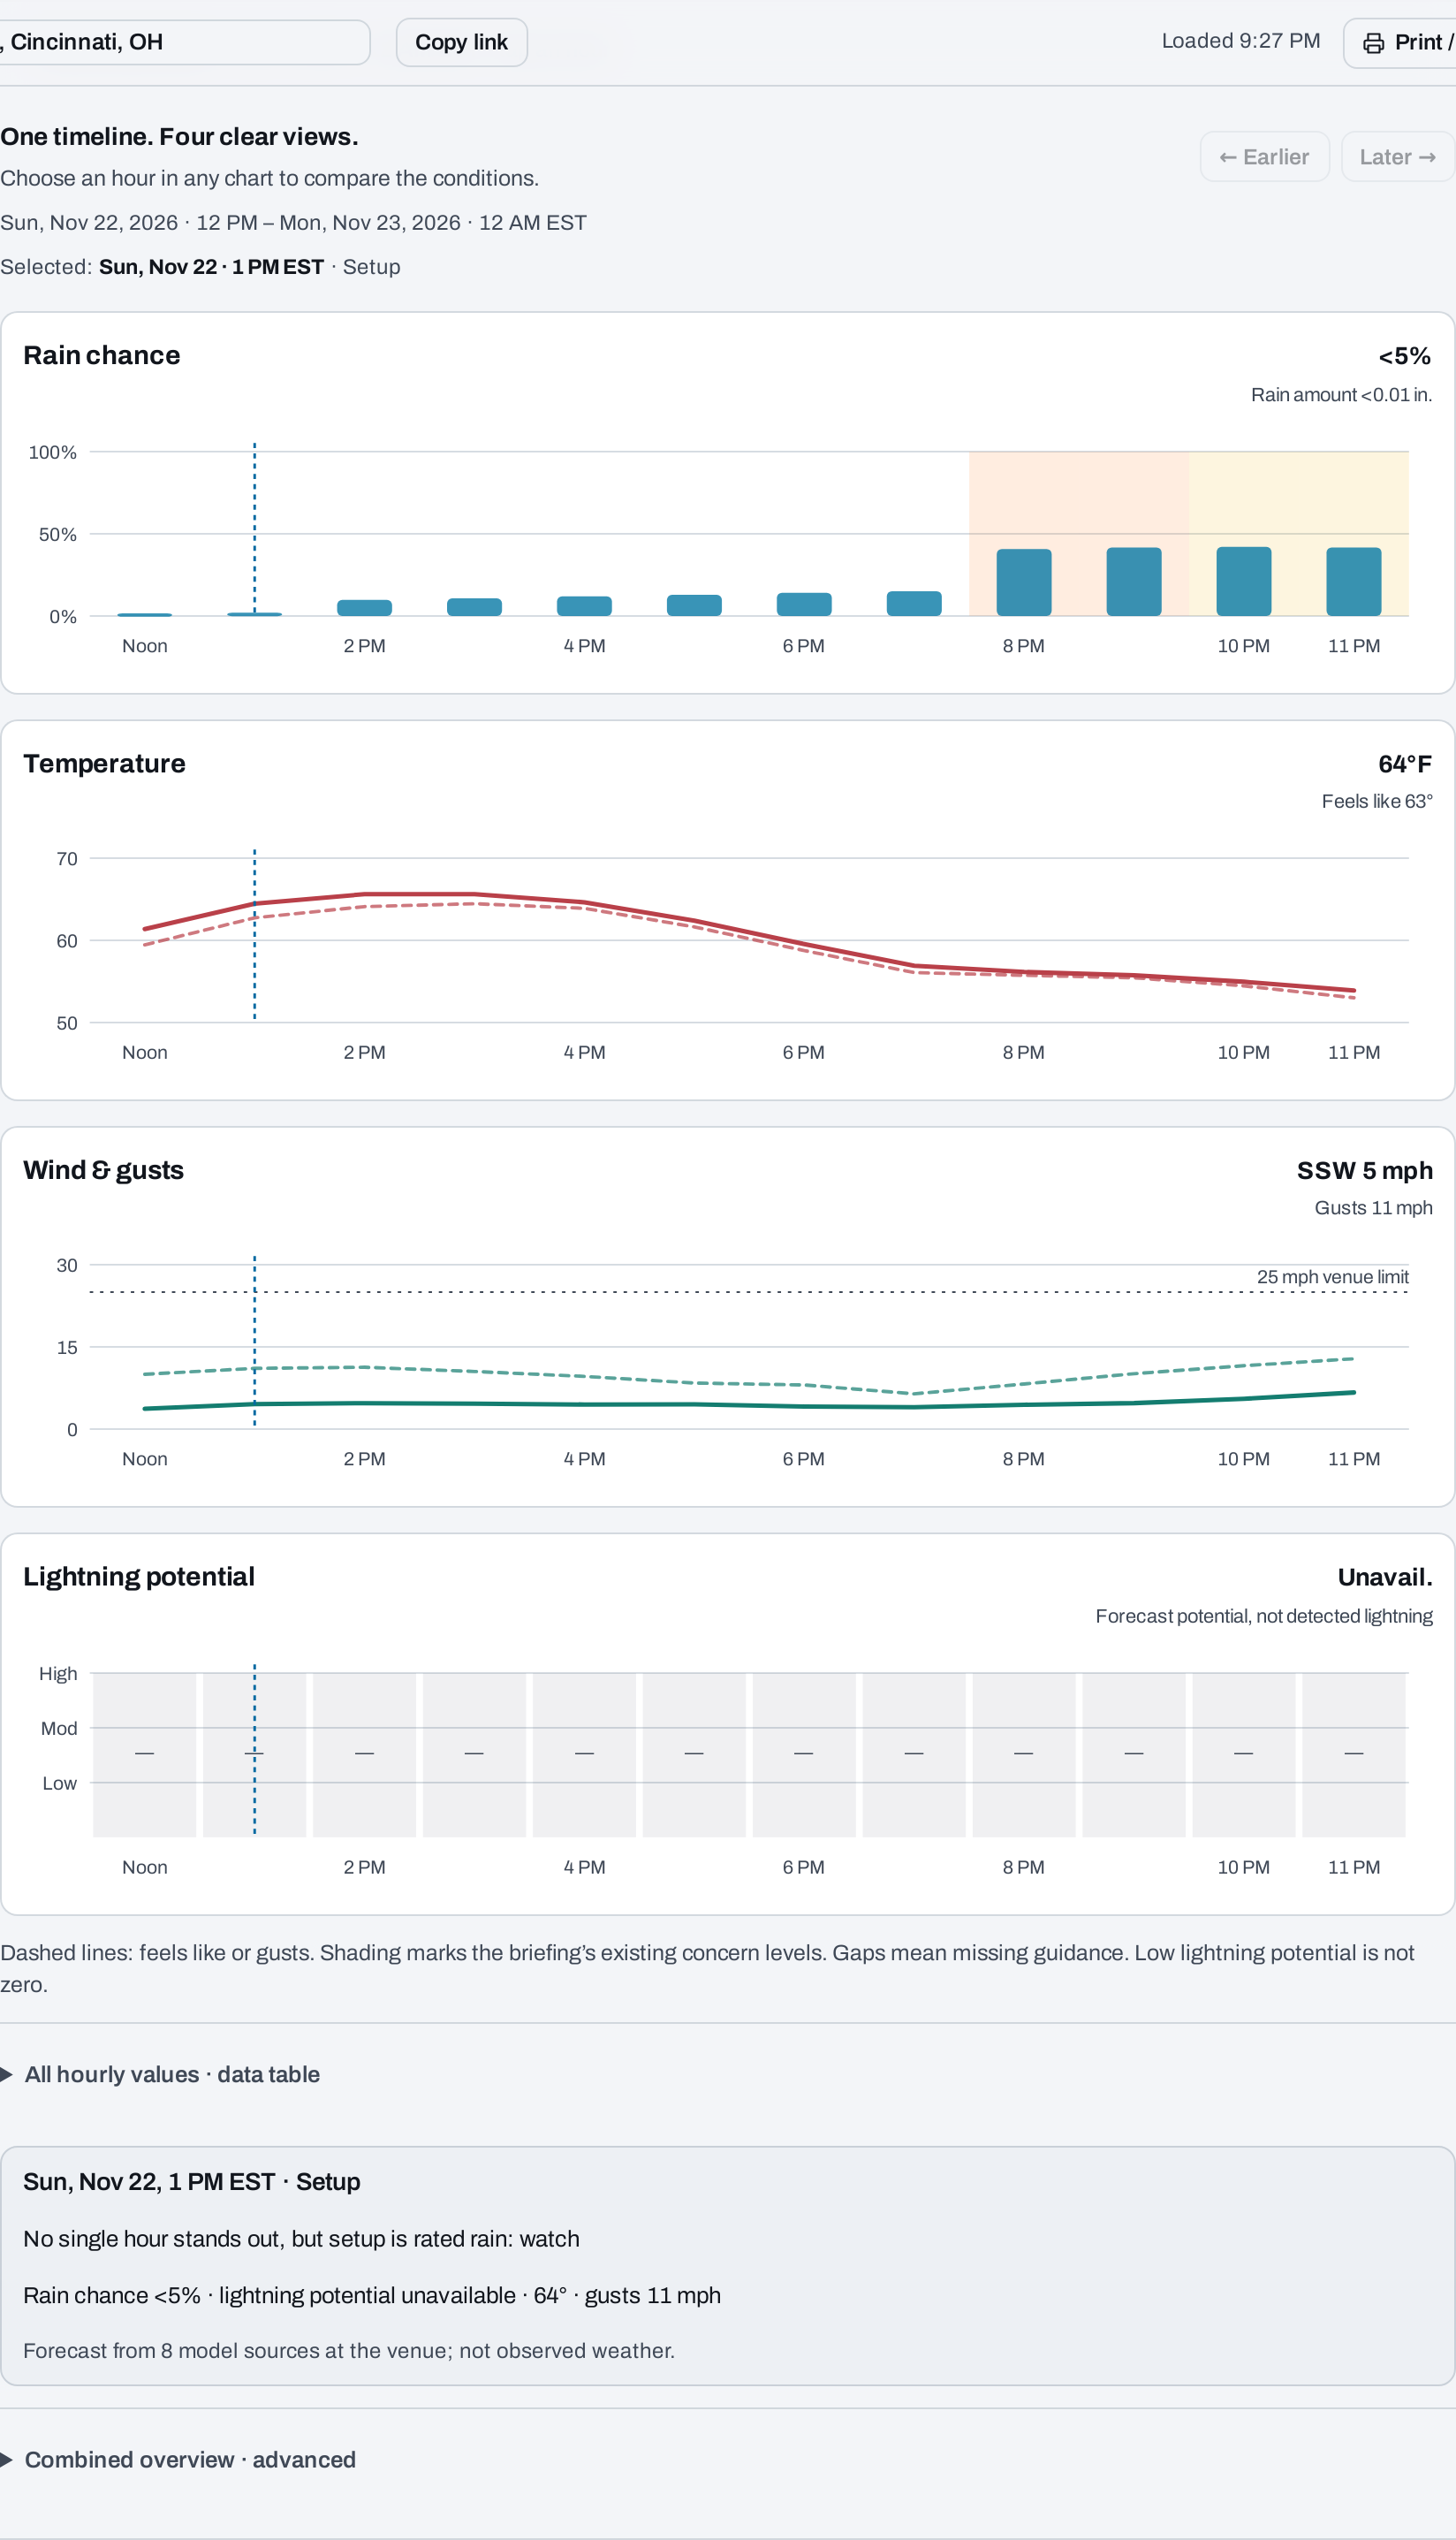 , Cincinnati, OH
Copy link
Loaded 9:27 PM
Print /
One timeline. Four clear views.
← Earlier
Later →
Choose an hour in any chart to compare the conditions.
Sun, Nov 22, 2026 · 12 PM – Mon, Nov 23, 2026 · 12 AM EST
Selected: Sun, Nov 22 · 1 PM EST · Setup
Rain chance
<5%
Rain amount <0.01 in.
100%
50%
0%
Noon 2 PM 4 PM 6 PM 8 PM 10 PM 11 PM
Temperature
64°F
Feels like 63°
70
60
50
Noon 2 PM 4 PM 6 PM 8 PM 10 PM 11 PM
Wind & gusts
SSW 5 mph
Gusts 11 mph
30
25 mph venue limit
15
0
Noon 2 PM 4 PM 6 PM 8 PM 10 PM 11 PM
Lightning potential
Unavail.
Forecast potential, not detected lightning
High
Mod
— — — — — — — — — — — —
Low
Noon 2 PM 4 PM 6 PM 8 PM 10 PM 11 PM
Dashed lines: feels like or gusts. Shading marks the briefing’s existing concern levels. Gaps mean missing guidance. Low lightning potential is not
zero.
All hourly values · data table
Sun, Nov 22, 1 PM EST · Setup
No single hour stands out, but setup is rated rain: watch
Rain chance <5% · lightning potential unavailable · 64° · gusts 11 mph
Forecast from 8 model sources at the venue; not observed weather.
Combined overview · advanced